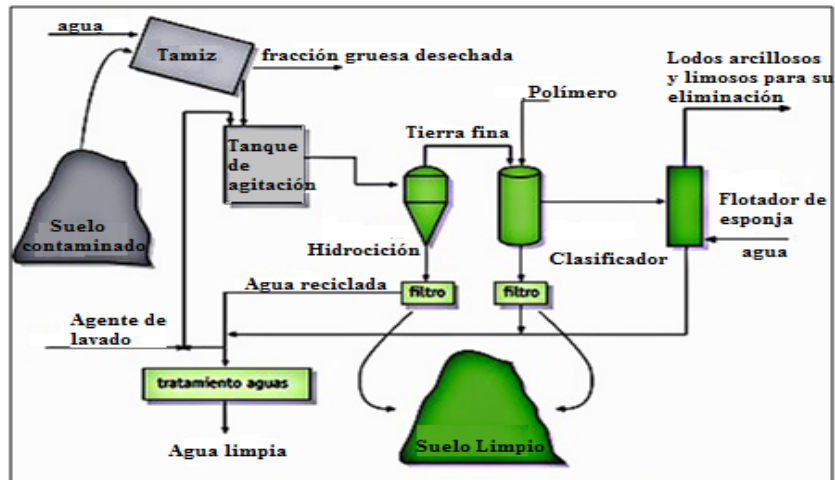 agua
Tamiz
fracción gruesa desechada
Lodos arcillosos
y limosos para su
eliminación
Polímero
Tierra fina
Tanque
de
agitación
Suelo
contaminado
Flotador de
esponja
agua
Hidrocición
Clasificador
Agua reciclada
filtro
filtro
Agente de
lavado
tratamiento aguas
Suelo Limpio
Agua limpia